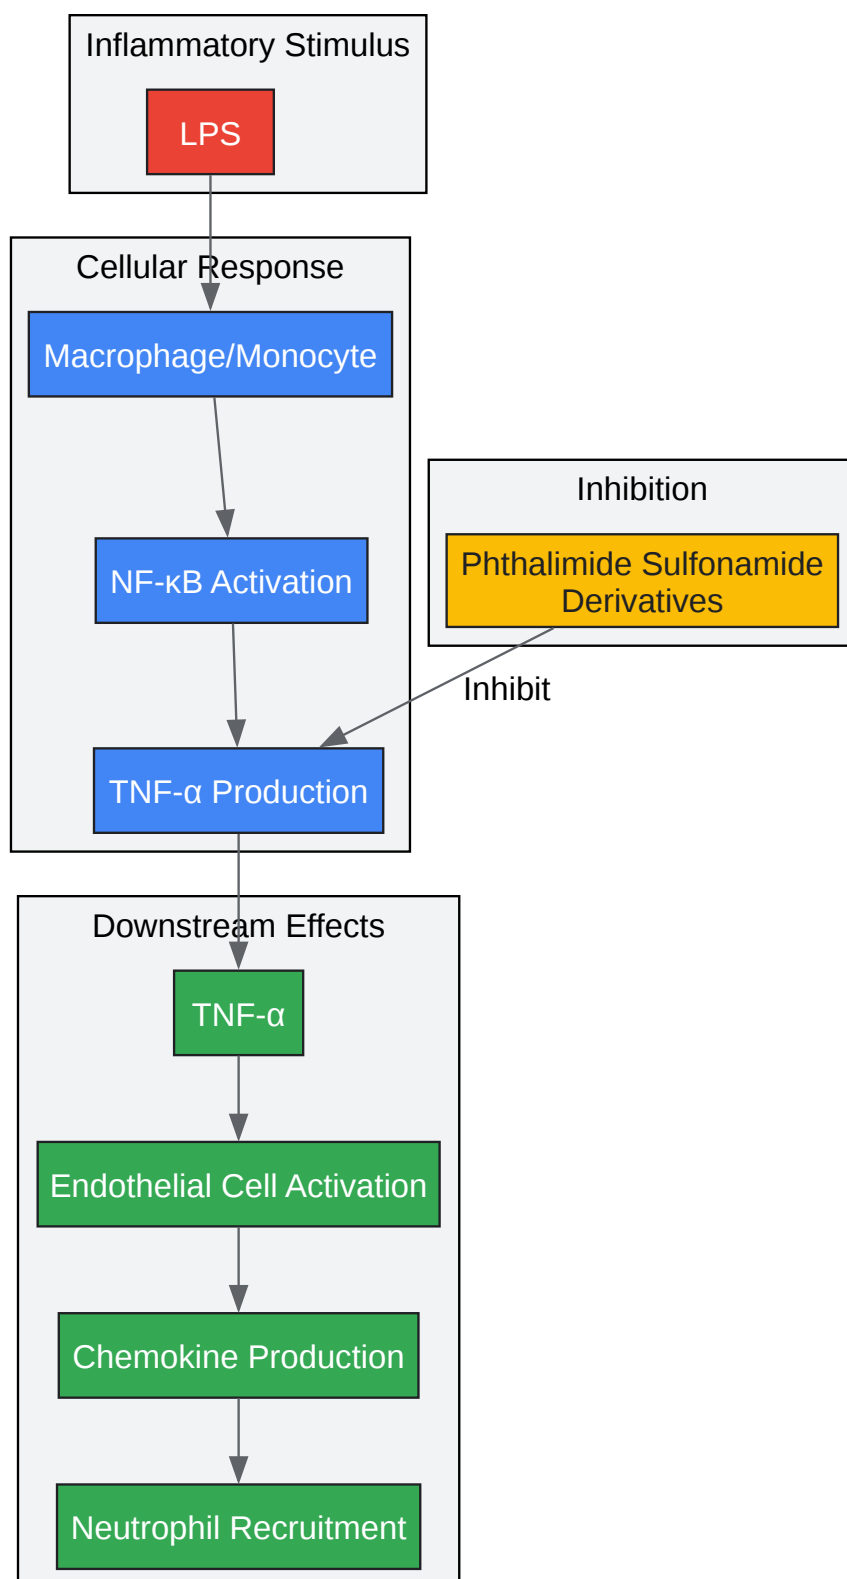 Inflammatory Stimulus
LPS
Cellular Response
Macrophage/Monocyte
Inhibition
Phthalimide Sulfonamide
Derivatives
NF-κB Activation
Inhibit
TNF-α Production
Downstream Effects
TNF-α
Endothelial Cell Activation
Chemokine Production
Neutrophil Recruitment